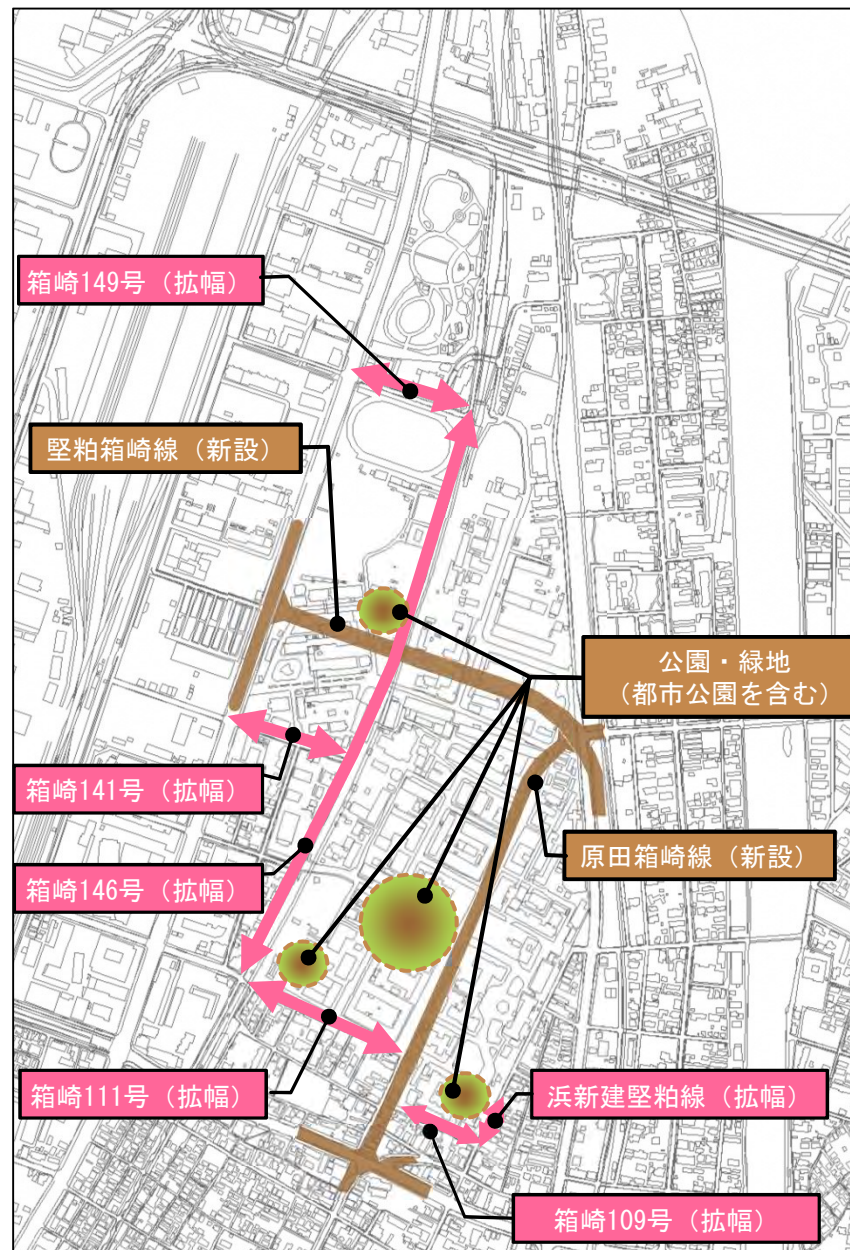 箱崎149号（拡幅）
堅粕箱崎線（新設）
公園・緑地
（都市公園を含む）
箱崎141号（拡幅）
原田箱崎線（新設）
箱崎146号（拡幅）
箱崎111号（拡幅）
浜新建堅粕線（拡幅）
箱崎109号（拡幅）